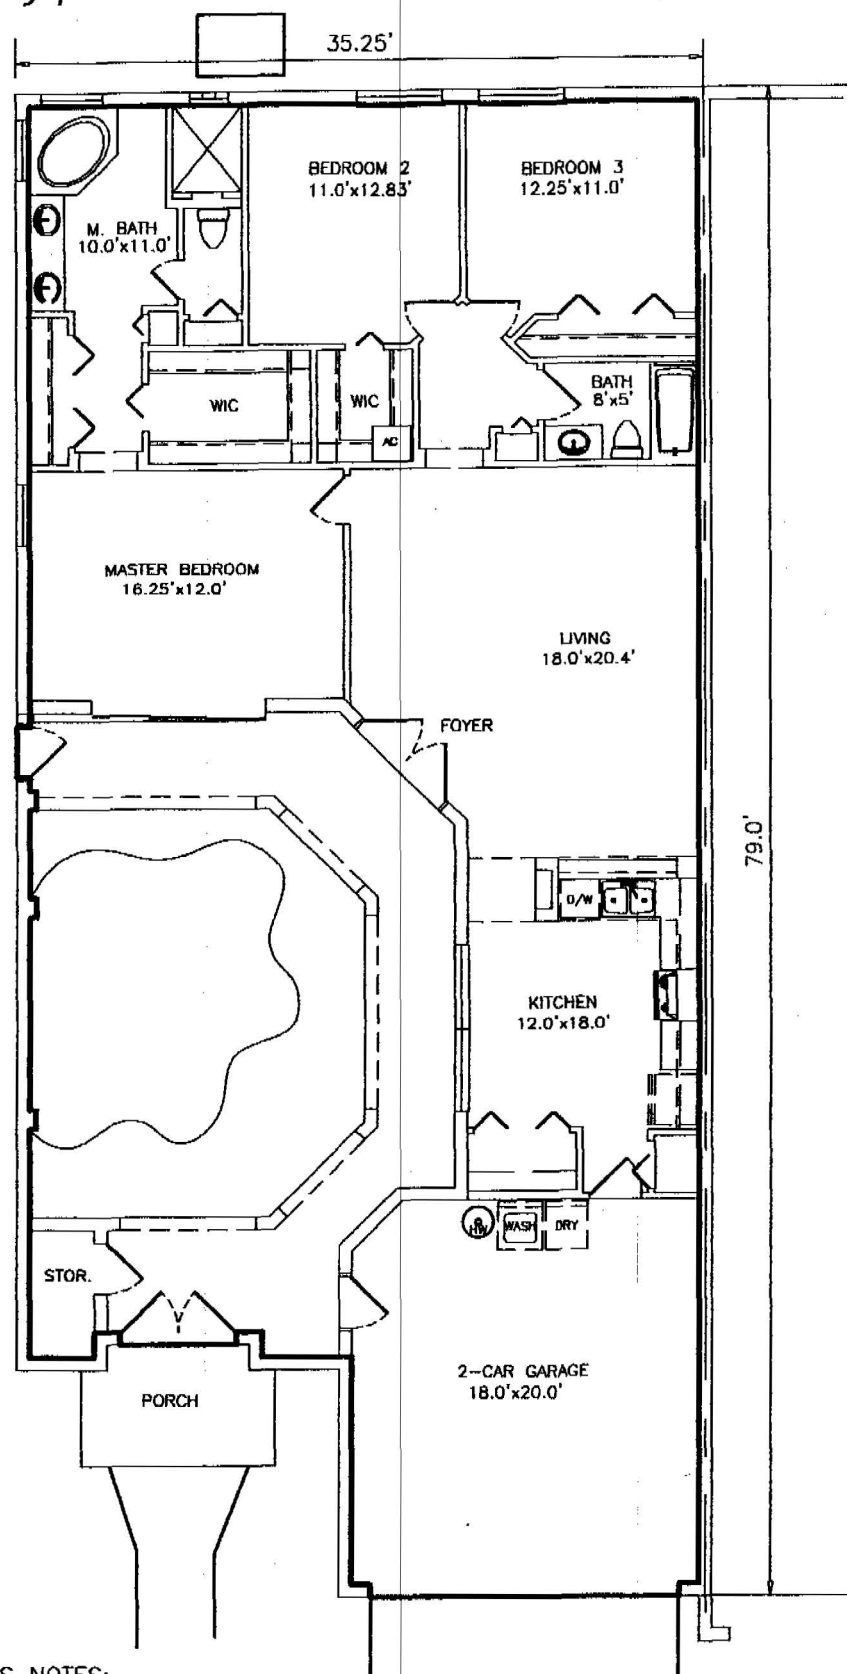 35.25'
BEDROOM 2
11.0'x12.83'
BEDROOM 3
12.25'x11.0'
M. BATH
10.0'x11.0'
BATH
8'x5'
WIC
WIC
AC
MASTER BEDROOM
16.25'x12.0'
LIVING
18.0'x20.4'
FOYER
79.0'
D/W
KITCHEN
12.0'x18.0'
HW
WASH
DRY
STOR.
2-CAR GARAGE
18.0'x20.0'
PORCH
NOTES: